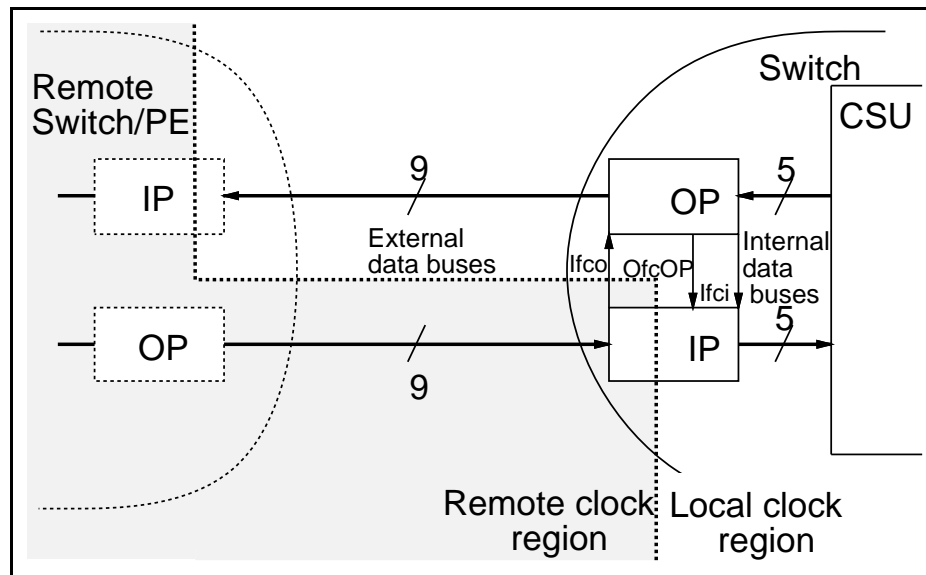 Switch
Remote
Switch/PE
CSU
9
5
IP
OP
External
data buses
Internal
data
buses
Ifco
OfcOP
Ifci
5
OP
IP
9
Remote clock
region
Local clock
region